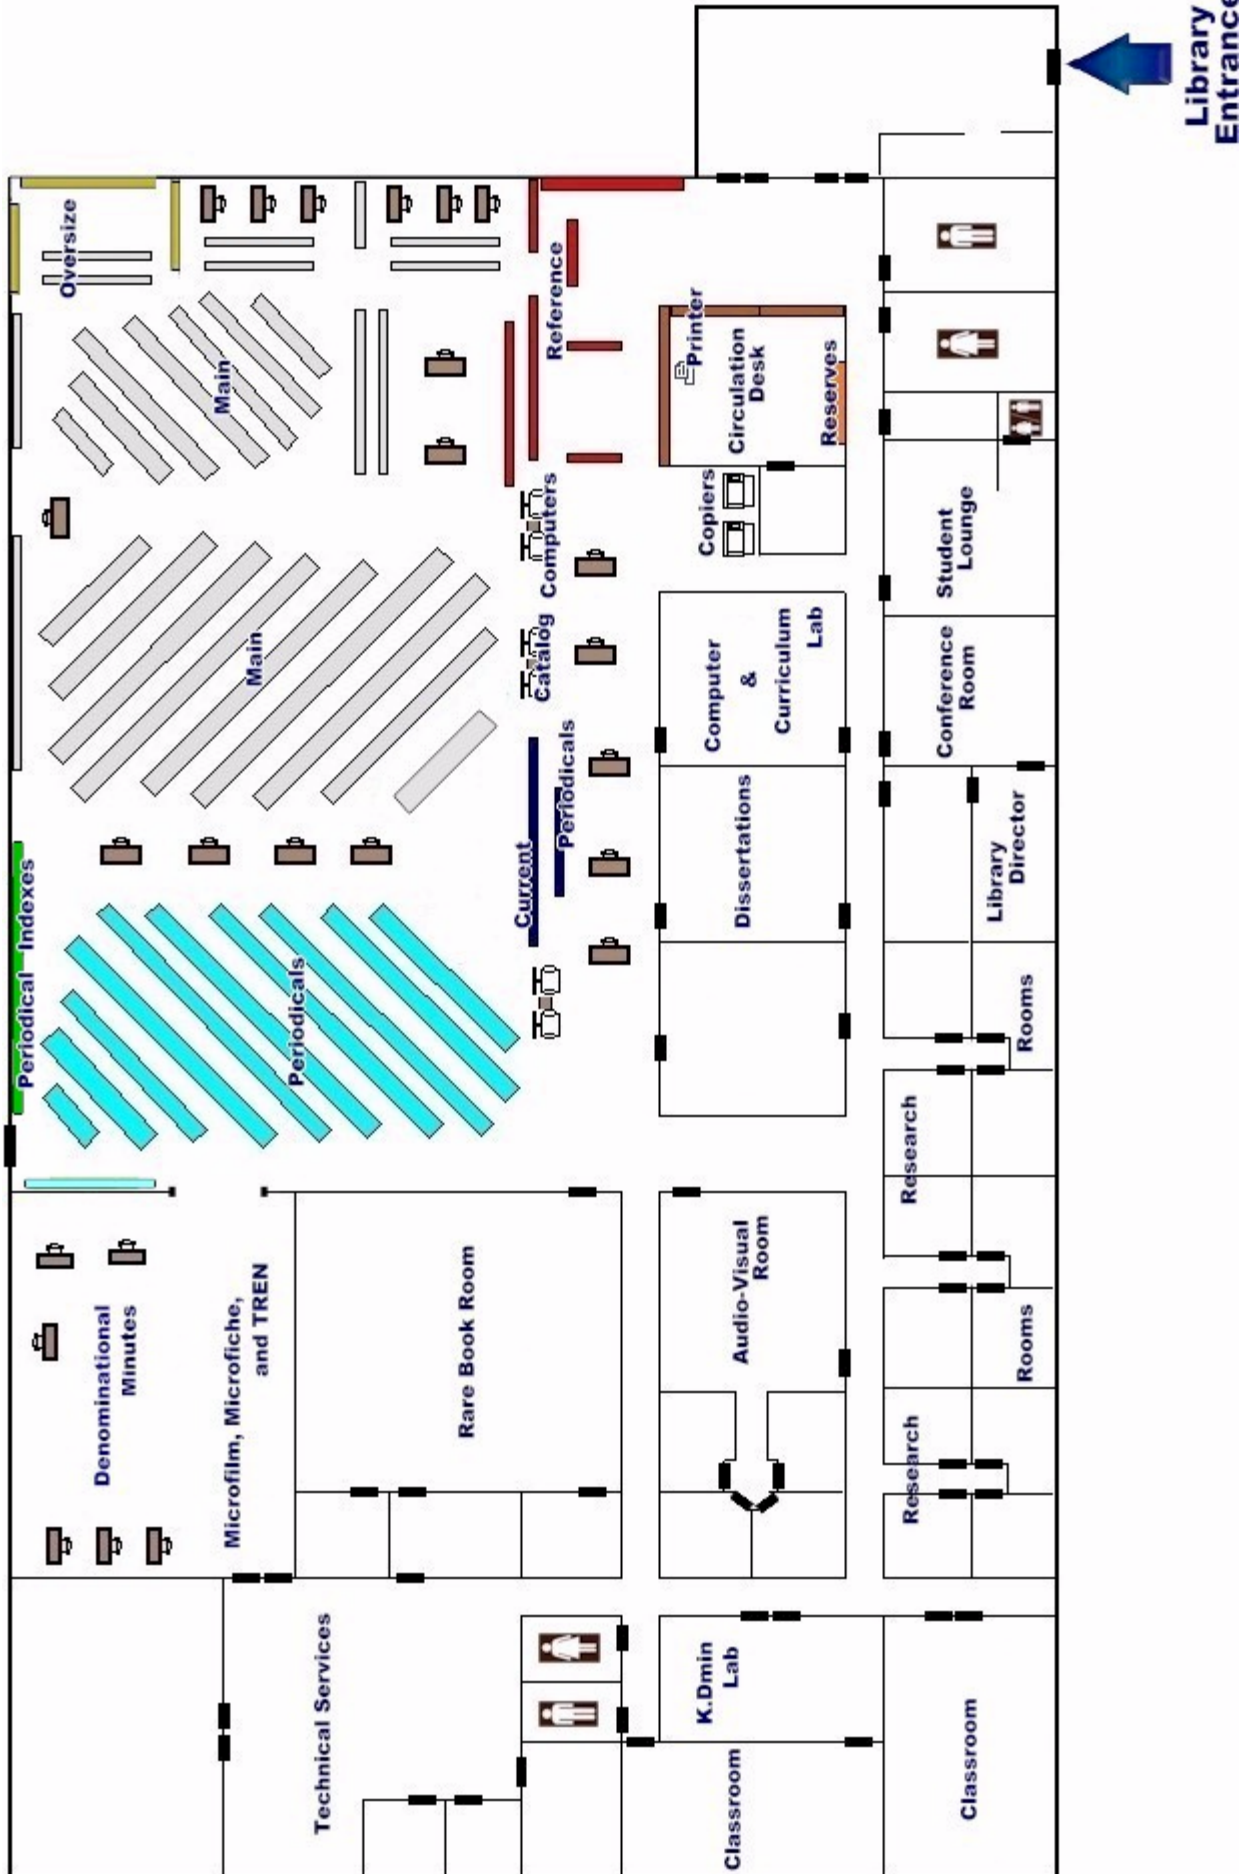 Library
Entrance
Oversize
Main
Reference
Printer
Circulation
Desk
Reserves
Copiers
Main
Computers
Catalog
Student
Lounge
Computer
&
Curriculum
Lab
Conference
Room
Periodical Indexes
Periodicals
Current
Periodicals
Dissertations
Library
Director
Research
Rooms
Denominational
Minutes
Microfilm, Microfiche,
and TREN
Rare Book Room
Audio-Visual
Room
Research
Rooms
Technical Services
K.Dmin
Lab
Classroom
Classroom